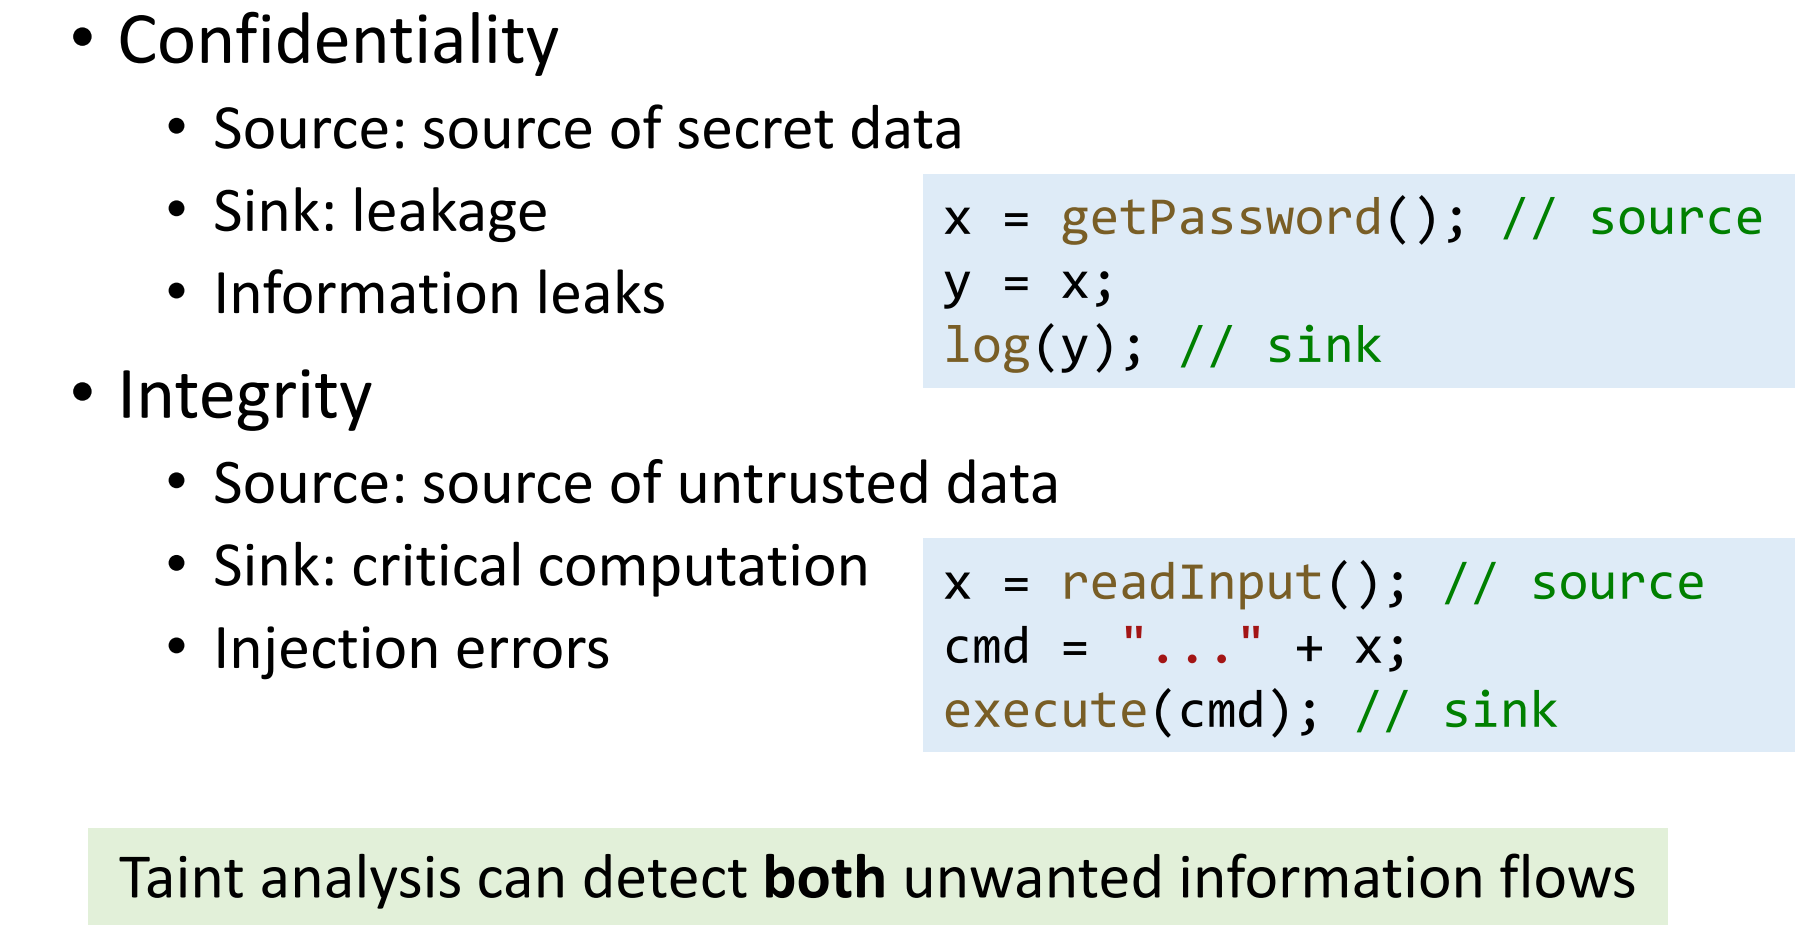 • Confidentiality
• Source: source of secret data
• Sink: leakage
• Information leaks
x = getPassword(); // source
y = x;
log(y); // sink
• Integrity
• Source: source of untrusted data
• Sink: critical computation
• Injection errors
x = readInput(); // source
cmd = "..." + x;
execute(cmd); // sink
Taint analysis can detect both unwanted information flows